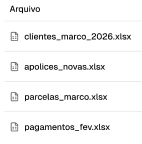 Arquivo
clientes_marco_2026.xlsx
apolices_novas.xlsx
parcelas_marco.xlsx
pagamentos_fev.xlsx